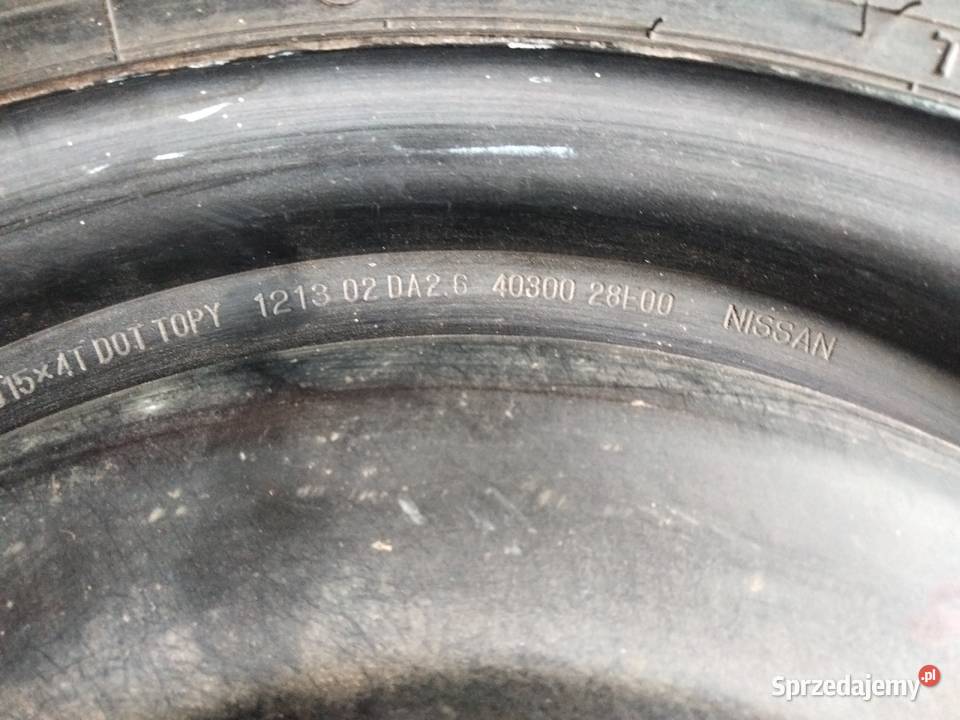 15×4T DOT TOPY 1213 02 DA2.6 40300 28E00 NISSAN
Sprzedajemy.pl